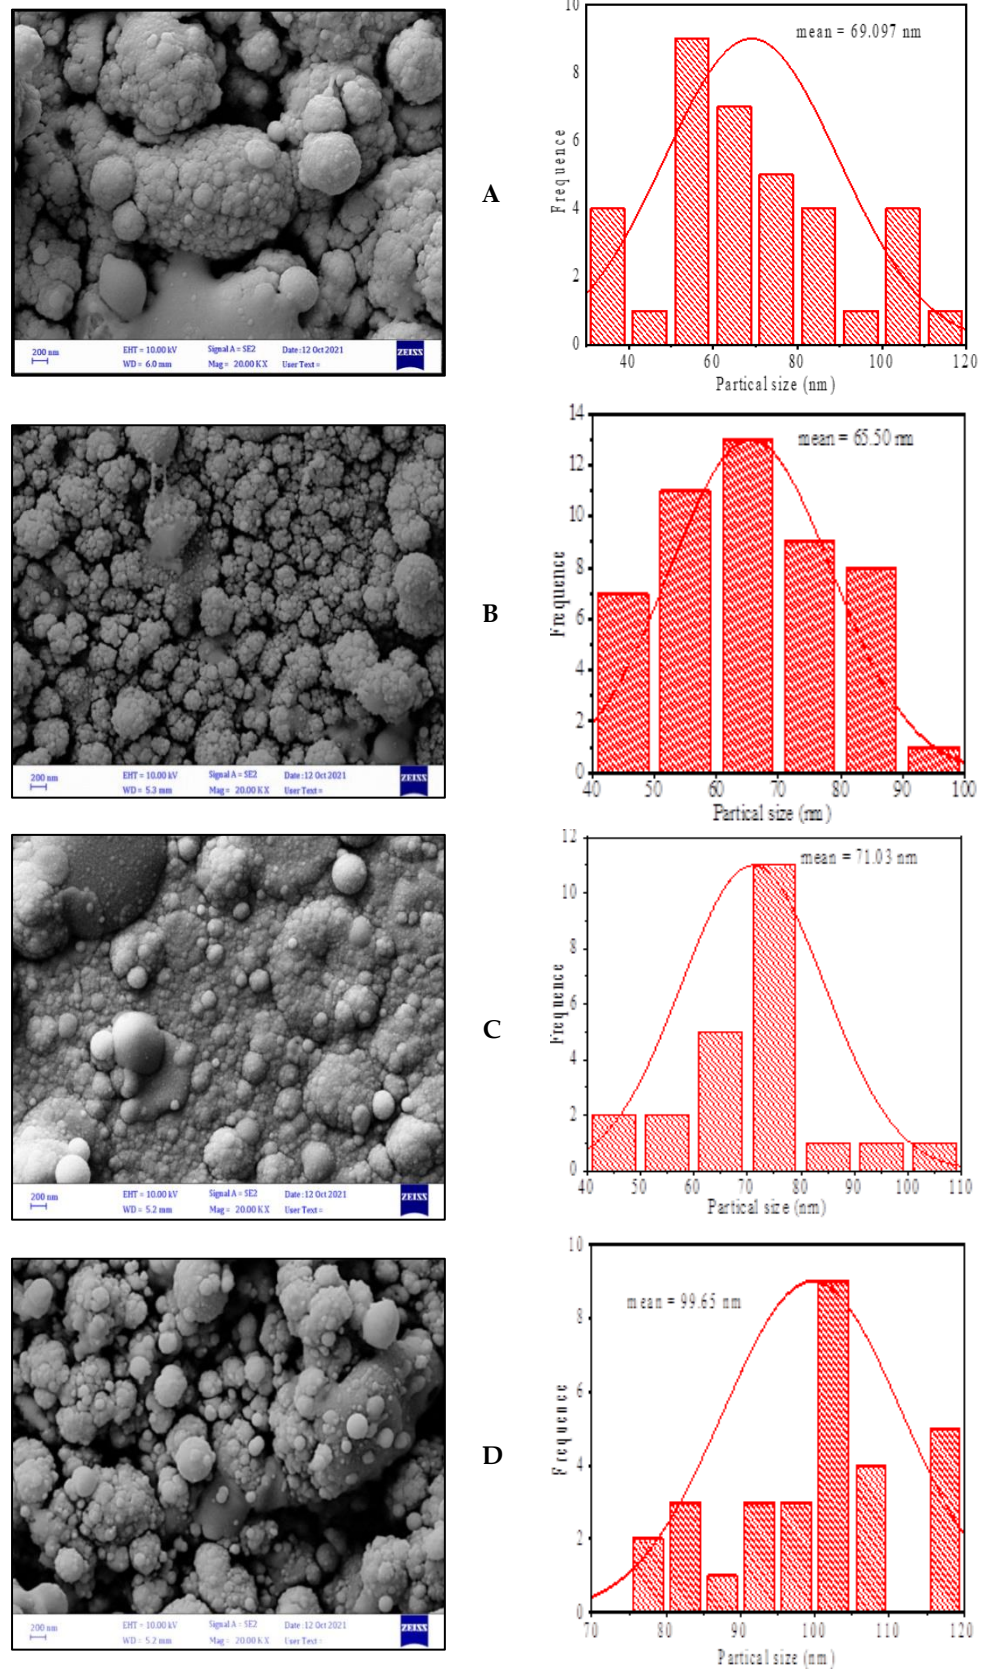 200 nm
EHT = 10.00 kV Signal A = SE2 Date :12 Oct 2021
WD = 6.0 mm Mag = 20.00 K X User Text =
ZEISS
A
mean = 69.097 nm
Frequence
10
8
6
4
2
0
40 60 80 100 120
Partical size (nm)
200 nm
EHT = 10.00 kV Signal A = SE2 Date :12 Oct 2021
WD = 5.3 mm Mag = 20.00 K X User Text =
ZEISS
B
mean = 65.50 nm
Frequence
14
12
10
8
6
4
2
0
40 50 60 70 80 90 100
Partical size (nm)
200 nm
EHT = 10.00 kV Signal A = SE2 Date :12 Oct 2021
WD = 5.2 mm Mag = 20.00 K X User Text =
ZEISS
C
mean = 71.03 nm
Frequence
12
10
8
6
4
2
0
40 50 60 70 80 90 100 110
Partical size (nm)
200 nm
EHT = 10.00 kV Signal A = SE2 Date :12 Oct 2021
WD = 5.2 mm Mag = 20.00 K X User Text =
ZEISS
D
mean = 99.65 nm
Frequence
10
8
6
4
2
0
70 80 90 100 110 120
Partical size (nm)